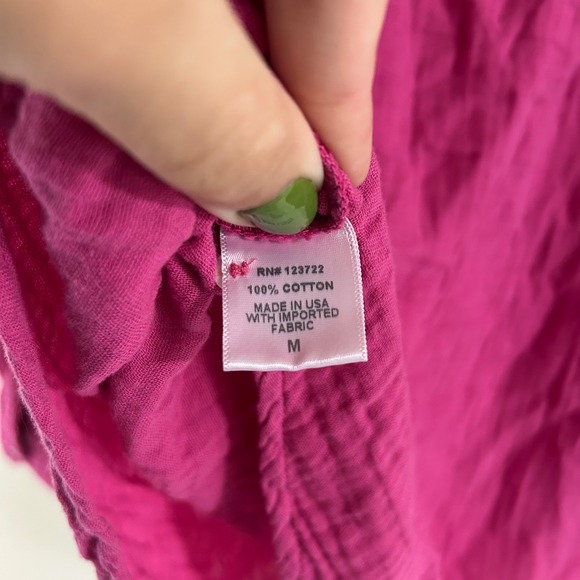 RN# 123722
100% COTTON
MADE IN USA
WITH IMPORTED
FABRIC
M